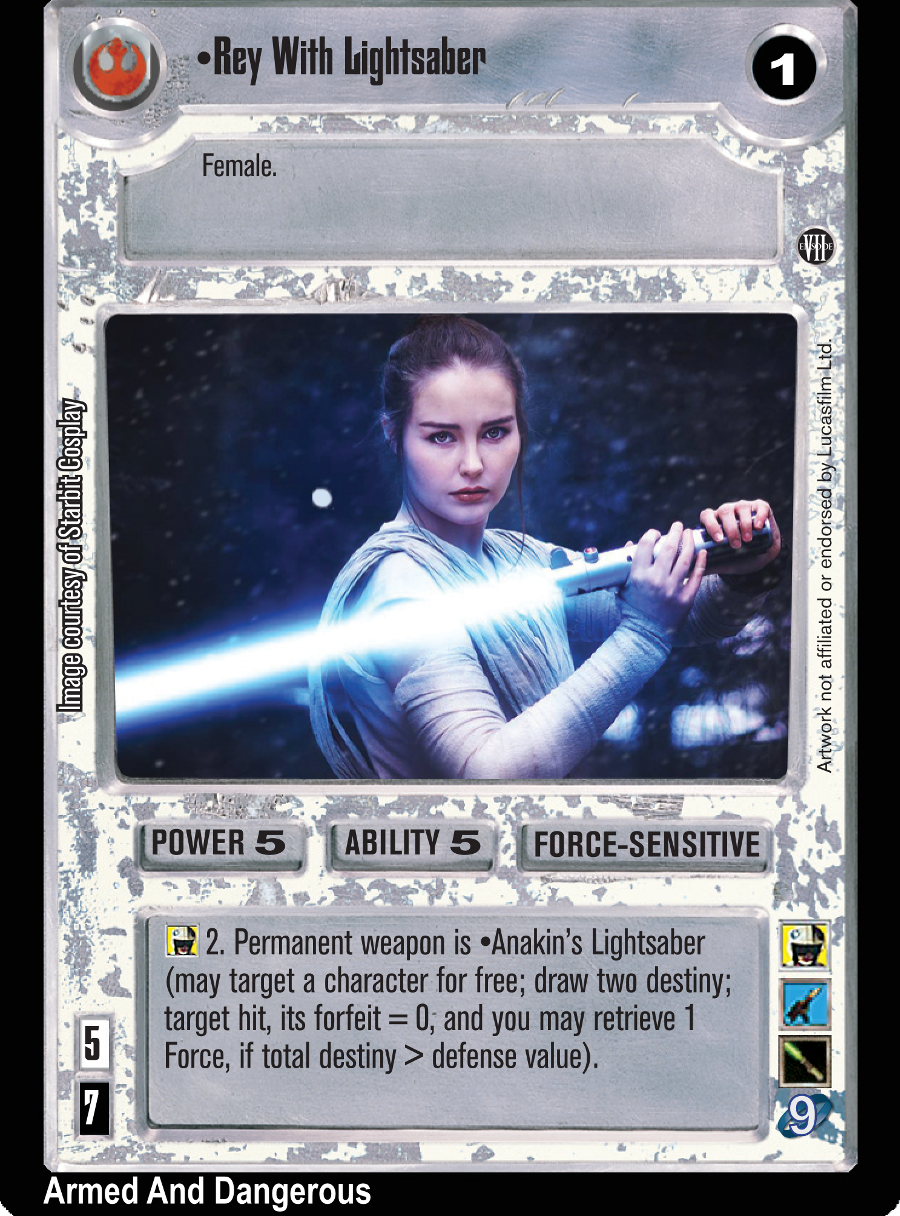 •Rey With Lightsaber
1
Female.
EPISODE
VII
Image courtesy of Starbit Cosplay
Artwork not affiliated or endorsed by Lucasfilm Ltd.
POWER 5
ABILITY 5
FORCE-SENSITIVE
2. Permanent weapon is •Anakin's Lightsaber
(may target a character for free; draw two destiny;
target hit, its forfeit = 0, and you may retrieve 1
Force, if total destiny > defense value).
5
7
9
Armed And Dangerous